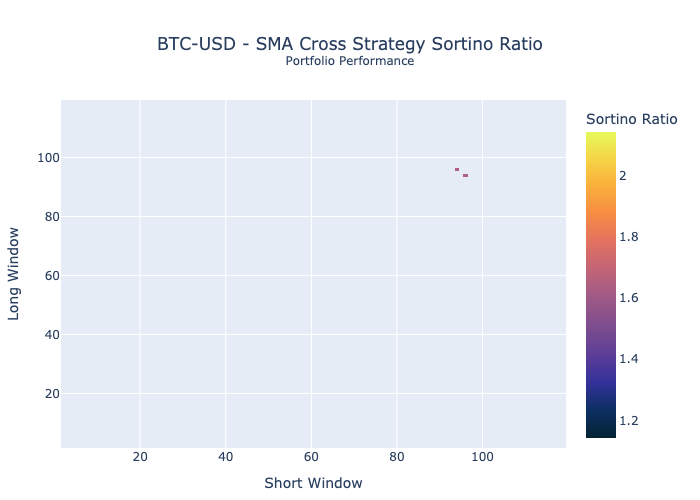 BTC-USD - SMA Cross Strategy Sortino Ratio
Portfolio Performance
Sortino Ratio
2
1.8
1.6
1.4
1.2
Long Window
100
80
60
40
20
20 40 60 80 100
Short Window